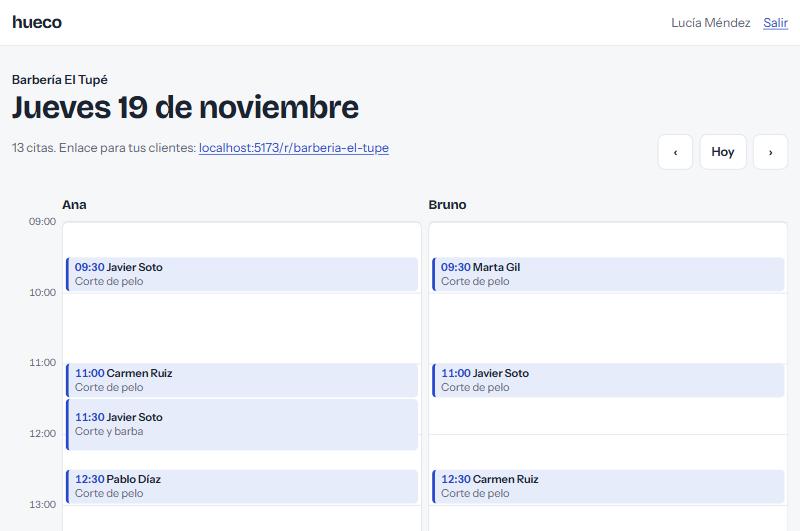 hueco
Lucía Méndez Salir
Barbería El Tupé
Jueves 19 de noviembre
13 citas. Enlace para tus clientes: localhost:5173/r/barberia-el-tupe
‹ Hoy ›
Ana Bruno
09:00
09:30 Javier Soto
Corte de pelo
09:30 Marta Gil
Corte de pelo
10:00
11:00
11:00 Carmen Ruiz
Corte de pelo
11:00 Javier Soto
Corte de pelo
11:30 Javier Soto
Corte y barba
12:00
12:30 Pablo Díaz
Corte de pelo
12:30 Carmen Ruiz
Corte de pelo
13:00